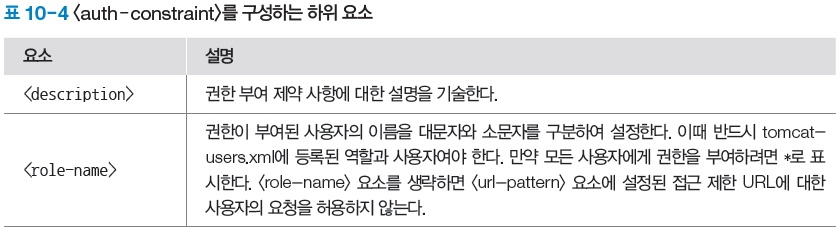 표 10-4 〈auth-constraint〉를 구성하는 하위 요소
요소 설명
〈description〉 권한 부여 제약 사항에 대한 설명을 기술한다.
권한이 부여된 사용자의 이름을 대문자와 소문자를 구분하여 설정한다. 이때 반드시 tomcat-
users.xml에 등록된 역할과 사용자여야 한다. 만약 모든 사용자에게 권한을 부여하려면 *로 표
〈role-name〉 시한다. 〈role-name〉 요소를 생략하면 〈url-pattern〉 요소에 설정된 접근 제한 URL에 대한
사용자의 요청을 허용하지 않는다.